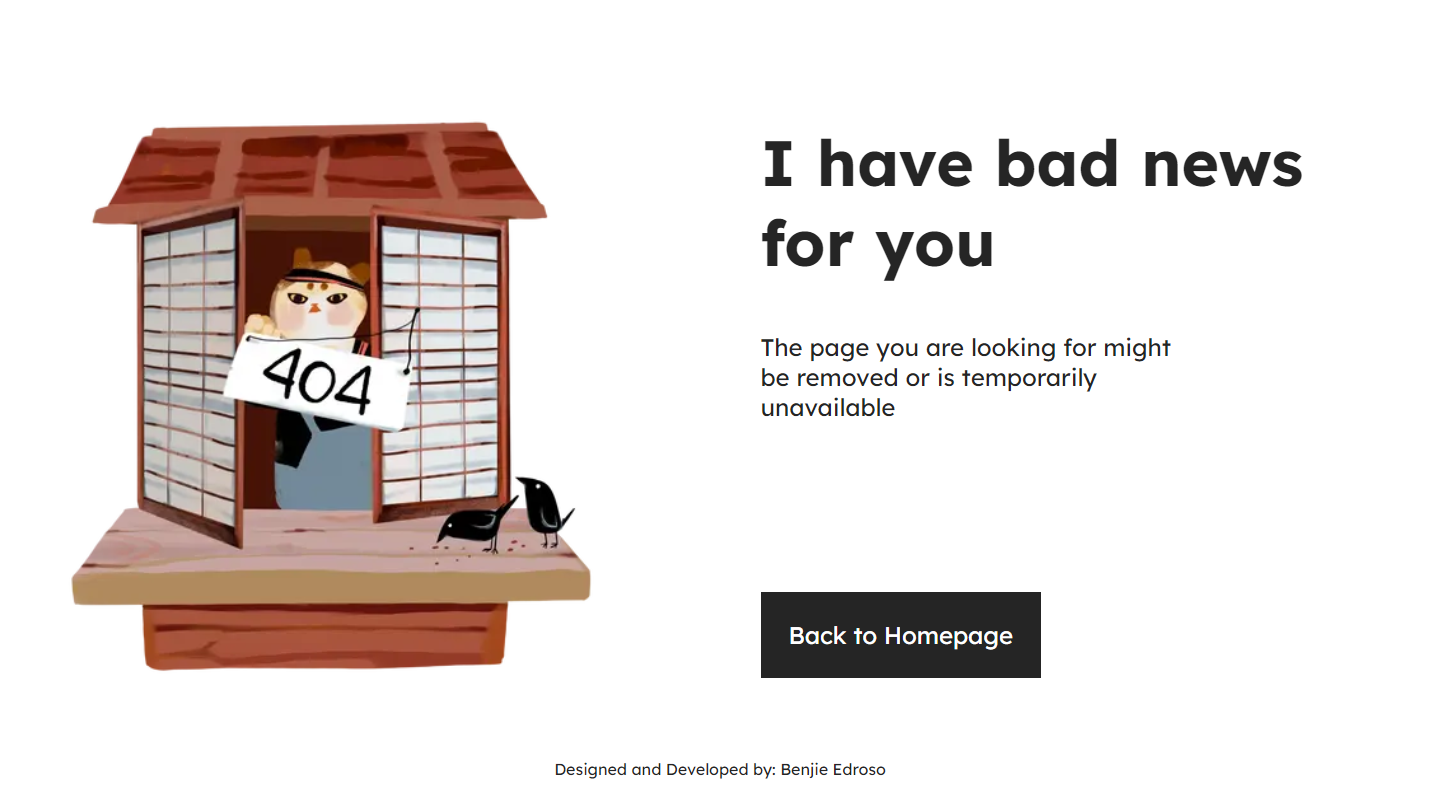 404
I have bad news
for you
The page you are looking for might
be removed or is temporarily
unavailable
Back to Homepage
Designed and Developed by: Benjie Edroso